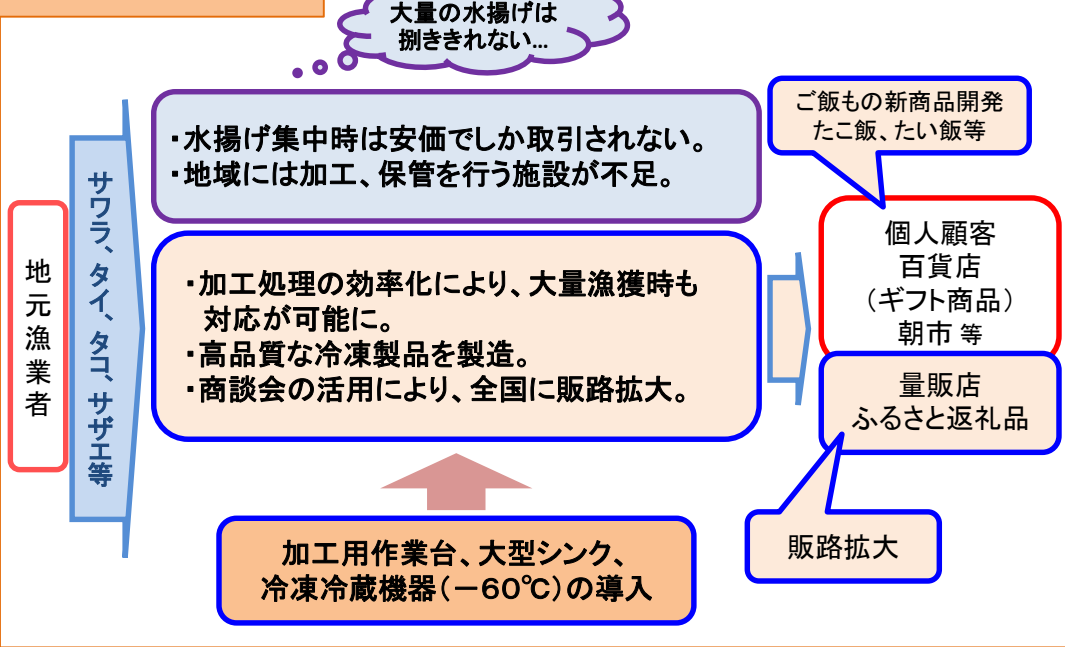 大量の水揚げは
捌ききれない…
・水揚げ集中時は安価でしか取引されない。
・地域には加工、保管を行う施設が不足。
ご飯もの新商品開発
たこ飯、たい飯等
地元漁業者
サワラ、タイ、タコ、サザエ等
・加工処理の効率化により、大量漁獲時も
対応が可能に。
・高品質な冷凍製品を製造。
・商談会の活用により、全国に販路拡大。
個人顧客
百貨店
（ギフト商品）
朝市 等
量販店
ふるさと返礼品
販路拡大
加工用作業台、大型シンク、
冷凍冷蔵機器（－６０℃）の導入